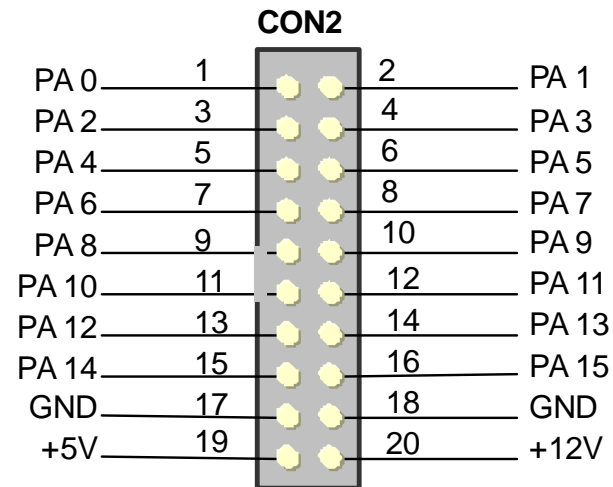 CON2
PA 0 1 2 PA 1
PA 2 3 4 PA 3
PA 4 5 6 PA 5
PA 6 7 8 PA 7
PA 8 9 10 PA 9
PA 10 11 12 PA 11
PA 12 13 14 PA 13
PA 14 15 16 PA 15
GND 17 18 GND
+5V 19 20 +12V